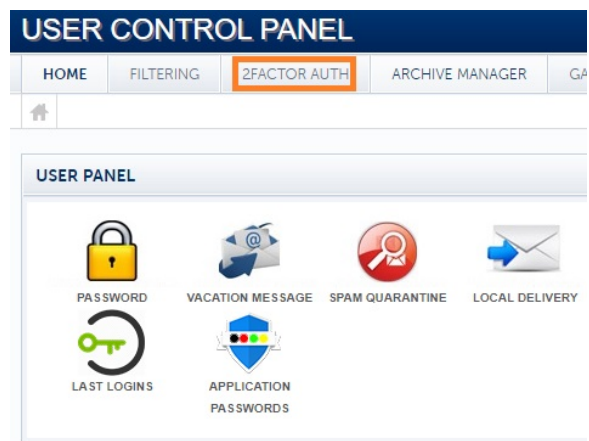 USER CONTROL PANEL
HOME FILTERING 2FACTOR AUTH ARCHIVE MANAGER GA
USER PANEL
@
PASSWORD VACATION MESSAGE SPAM QUARANTINE LOCAL DELIVERY
LAST LOGINS APPLICATION
PASSWORDS